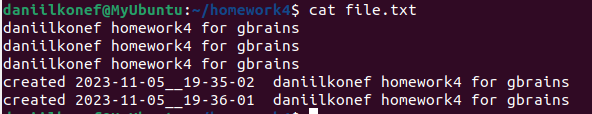 daniilkonef@MyUbuntu:~/homework4$ cat file.txt
daniilkonef homework4 for gbrains
daniilkonef homework4 for gbrains
daniilkonef homework4 for gbrains
created 2023-11-05__19-35-02  daniilkonef homework4 for gbrains
created 2023-11-05__19-36-01  daniilkonef homework4 for gbrains